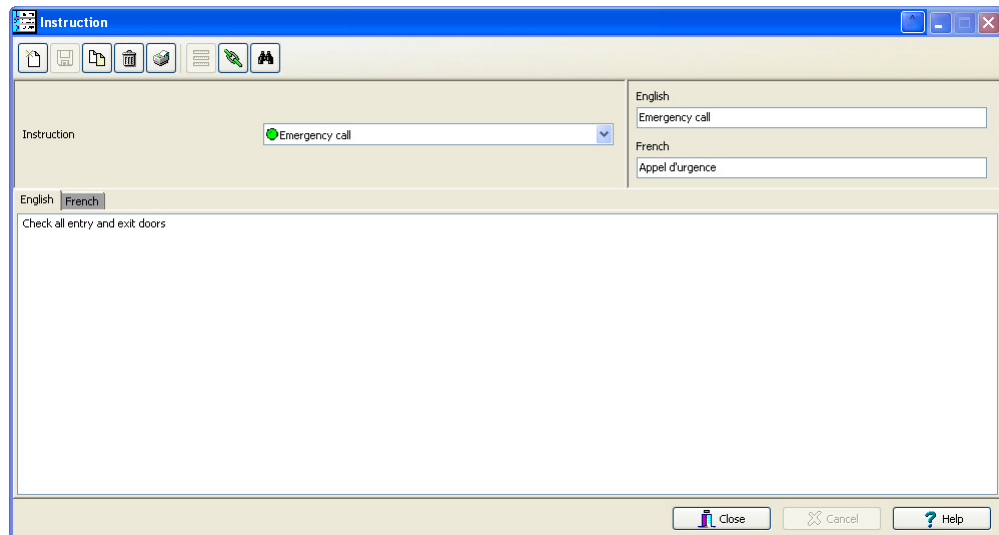 Instruction
English
Emergency call
Instruction
Emergency call
French
Appel d'urgence
English French
Check all entry and exit doors
Close Cancel Help